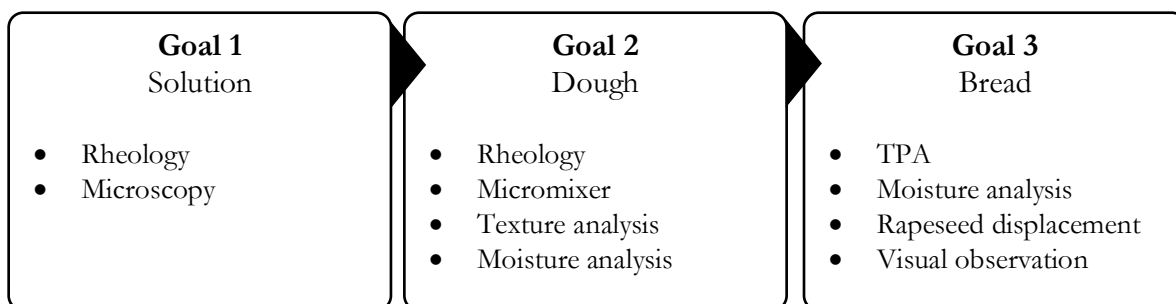 Goal 1
Solution
• Rheology
• Microscopy
Goal 2
Dough
• Rheology
• Micromixer
• Texture analysis
• Moisture analysis
Goal 3
Bread
• TPA
• Moisture analysis
• Rapeseed displacement
• Visual observation